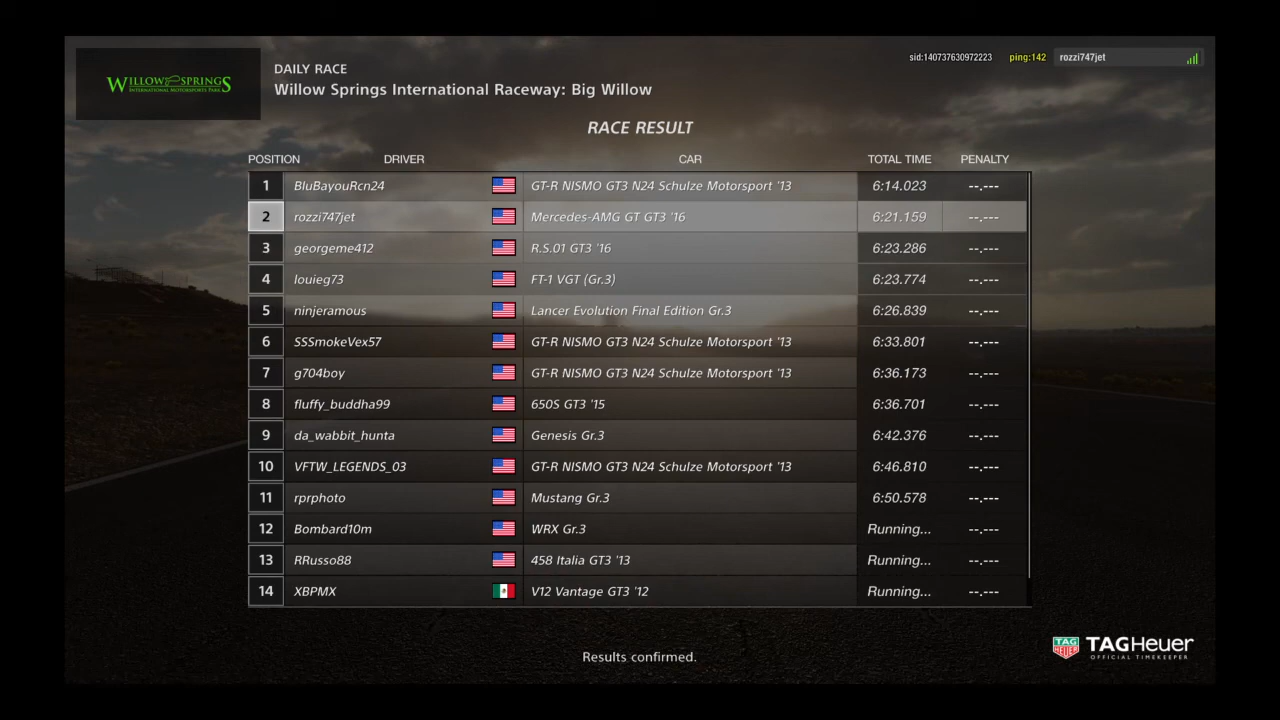 WILLOW SPRINGS
INTERNATIONAL MOTORSPORTS PARK
DAILY RACE
Willow Springs International Raceway: Big Willow
sid:140737630972223 ping:142 rozzi747jet
RACE RESULT
POSITION DRIVER CAR TOTAL TIME PENALTY
1 BluBayouRcn24 GT-R NISMO GT3 N24 Schulze Motorsport '13 6:14.023 --.---
2 rozzi747jet Mercedes-AMG GT GT3 '16 6:21.159 --.---
3 georgeme412 R.S.01 GT3 '16 6:23.286 --.---
4 louieg73 FT-1 VGT (Gr.3) 6:23.774 --.---
5 ninjeramous Lancer Evolution Final Edition Gr.3 6:26.839 --.---
6 SSSmokeVex57 GT-R NISMO GT3 N24 Schulze Motorsport '13 6:33.801 --.---
7 g704boy GT-R NISMO GT3 N24 Schulze Motorsport '13 6:36.173 --.---
8 fluffy_buddha99 650S GT3 '15 6:36.701 --.---
9 da_wabbit_hunta Genesis Gr.3 6:42.376 --.---
10 VFTW_LEGENDS_03 GT-R NISMO GT3 N24 Schulze Motorsport '13 6:46.810 --.---
11 rprphoto Mustang Gr.3 6:50.578 --.---
12 Bombard10m WRX Gr.3 Running... --.---
13 RRusso88 458 Italia GT3 '13 Running... --.---
14 XBPMX V12 Vantage GT3 '12 Running... --.---
TAG HEUER TAGHeuer
OFFICIAL TIMEKEEPER
Results confirmed.